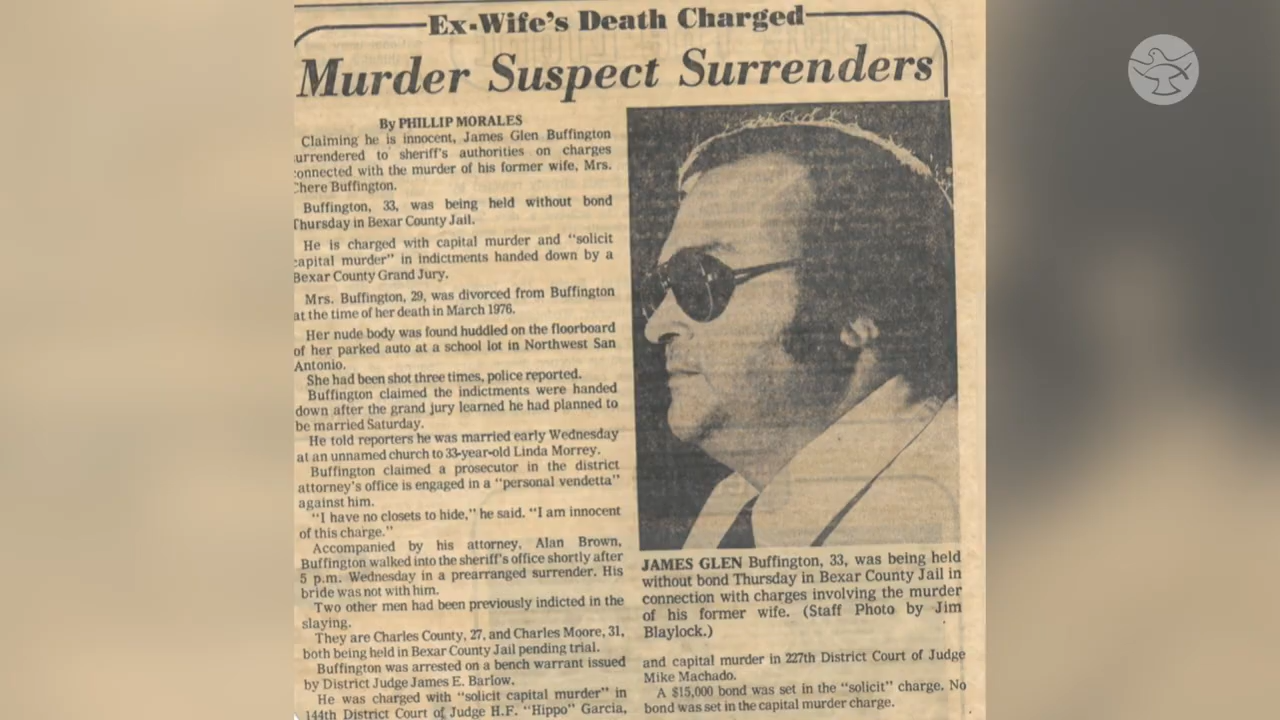 Ex-Wife's Death Charged
Murder Suspect Surrenders
By PHILLIP MORALES
Claiming he is innocent, James Glen Buffington
urrendered to sheriff's authorities on charges
onnected with the murder of his former wife, Mrs.
Chere Buffington.
Buffington, 33, was being held without bond
Thursday in Bexar County Jail.
He is charged with capital murder and "solicit
capital murder" in indictments handed down by a
Bexar County Grand Jury.
Mrs. Buffington, 29, was divorced from Buffington
at the time of her death in March 1976.
Her nude body was found huddled on the floorboard
of her parked auto at a school lot in Northwest San
Antonio.
She had been shot three times, police reported.
Buffington claimed the indictments were handed
down after the grand jury learned he had planned to
be married Saturday.
He told reporters he was married early Wednesday
at an unnamed church to 33-year-old Linda Morrey.
Buffington claimed a prosecutor in the district
attorney's office is engaged in a "personal vendetta"
against him.
"I have no closets to hide," he said. "I am innocent
of this charge."
Accompanied by his attorney, Alan Brown,
Buffington walked into the sheriff's office shortly after
5 p.m. Wednesday in a prearranged surrender. His
bride was not with him.
Two other men had been previously indicted in the
slaying.
They are Charles County, 27, and Charles Moore, 31,
both being held in Bexar County Jail pending trial.
Buffington was arrested on a bench warrant issued
by District Judge James E. Barlow.
He was charged with "solicit capital murder" in
144th District Court of Judge H.F. "Hippo" Garcia,
JAMES GLEN Buffington, 33, was being held
without bond Thursday in Bexar County Jail in
connection with charges involving the murder
of his former wife. (Staff Photo by Jim
Blaylock.)
and capital murder in 227th District Court of Judge
Mike Machado.
A $15,000 bond was set in the "solicit" charge. No
bond was set in the capital murder charge.